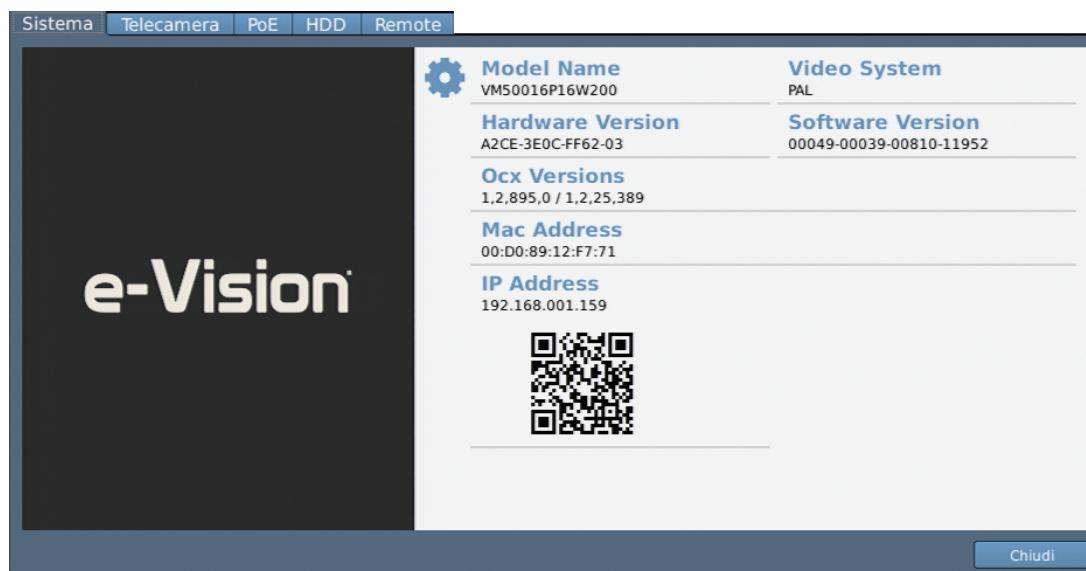 Sistema Telecamera PoE HDD Remote
e-Vision
Model Name
VM50016P16W200
Video System
PAL
Hardware Version
A2CE-3E0C-FF62-03
Software Version
00049-00039-00810-11952
Ocx Versions
1,2,895,0 / 1,2,25,389
Mac Address
00:D0:89:12:F7:71
IP Address
192.168.001.159
Chiudi